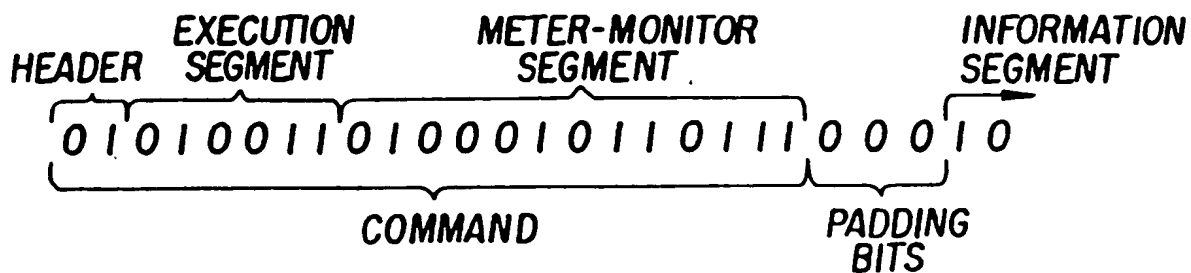 HEADER EXECUTION SEGMENT
METER-MONITOR SEGMENT
INFORMATION SEGMENT
0 1 0 1 0 0 1 1 0 1 0 0 0 1 0 1 1 0 1 1 1 0 0 0 1 0
COMMAND
PADDING BITS